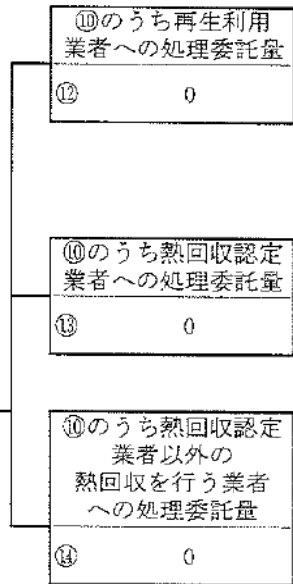 ⑩のうち再生利用
業者への処理委託量
⑫ 0
⑩のうち熱回収認定
業者への処理委託量
⑬ 0
⑩のうち熱回収認定
業者以外の
熱回収を行う業者
への処理委託量
⑭ 0